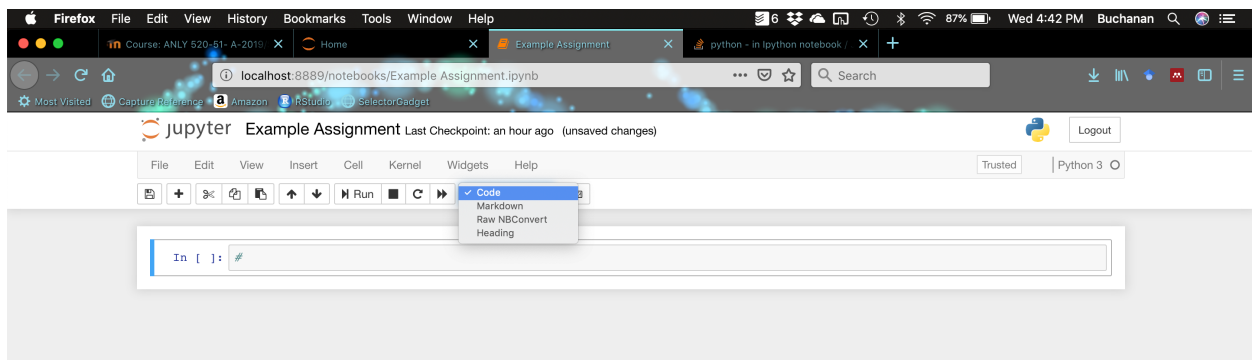 Firefox File Edit View History Bookmarks Tools Window Help 6 87% Wed 4:42 PM Buchanan
Course: ANLY 520-51- A-2019, Home Example Assignment python - in Ipython notebook /
localhost:8889/notebooks/Example Assignment.ipynb Search
Most Visited Capture Reference Amazon RStudio SelectorGadget
jupyter Example Assignment Last Checkpoint: an hour ago (unsaved changes) Logout
File Edit View Insert Cell Kernel Widgets Help Trusted Python 3
Run ✓ Code
Markdown
Raw NBConvert
Heading
In [ ]: #